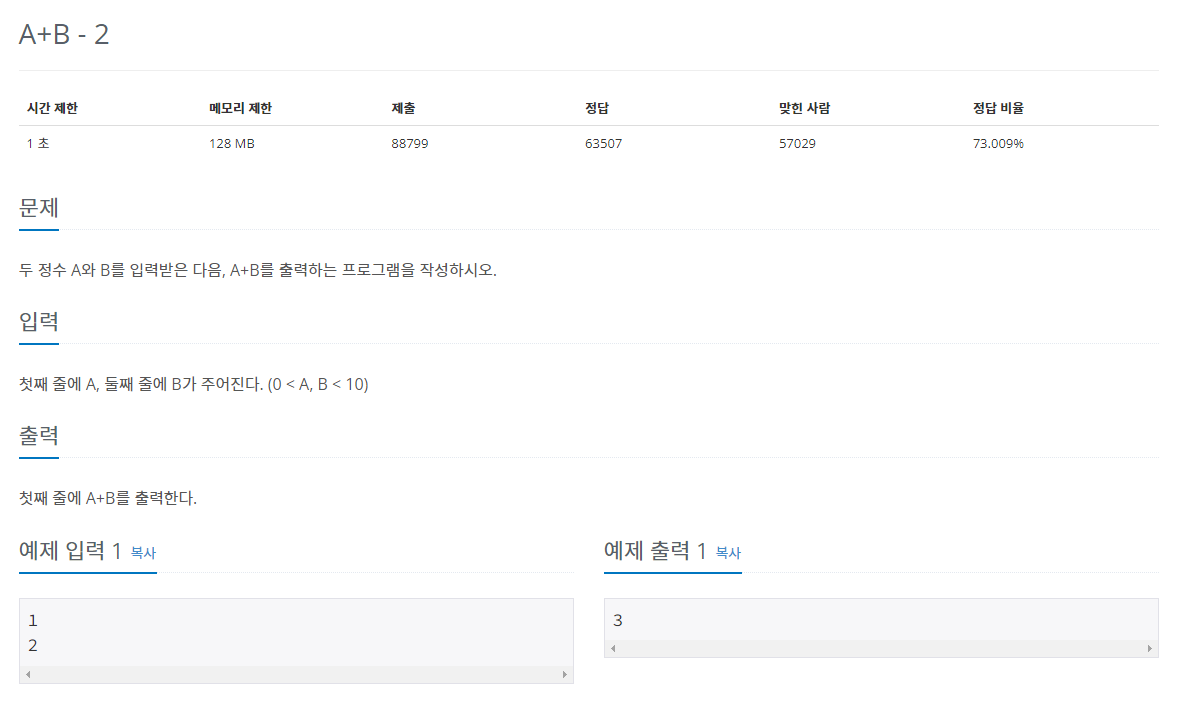 A+B - 2
시간 제한 메모리 제한 제출 정답 맞힌 사람 정답 비율
1 초 128 MB 88799 63507 57029 73.009%
문제
두 정수 A와 B를 입력받은 다음, A+B를 출력하는 프로그램을 작성하시오.
입력
첫째 줄에 A, 둘째 줄에 B가 주어진다. (0 < A, B < 10)
출력
첫째 줄에 A+B를 출력한다.
예제 입력 1 복사
1
2
예제 출력 1 복사
3